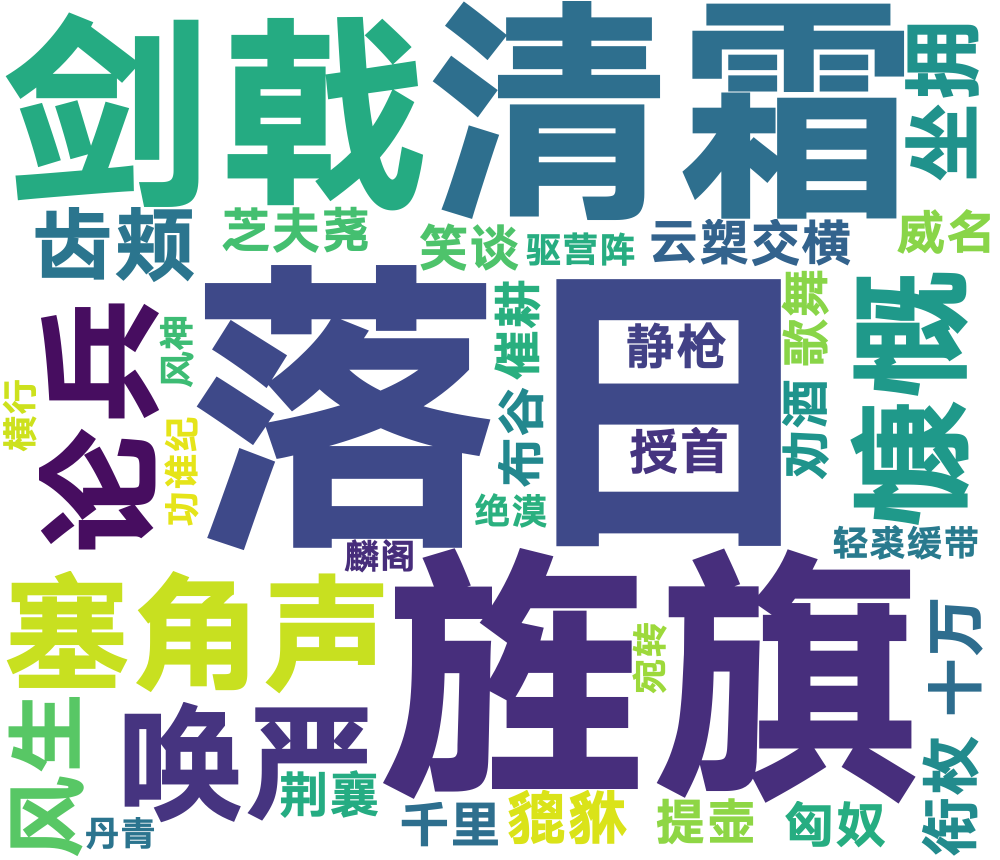 剑戟
清霜
坐拥
齿颊
芝夫荛
笑谈
驱营阵
云槊交横
威名
论兵
风神
落日
催耕
静枪
歌舞
慷慨
横行
功谁纪
布谷
授首
劝酒
绝漠
麟阁
轻裘缓带
塞角声
旌旗
宛转
十万
风生
唤严
荆襄
丹青
千里
貔貅
提壶
匈奴
衔枚